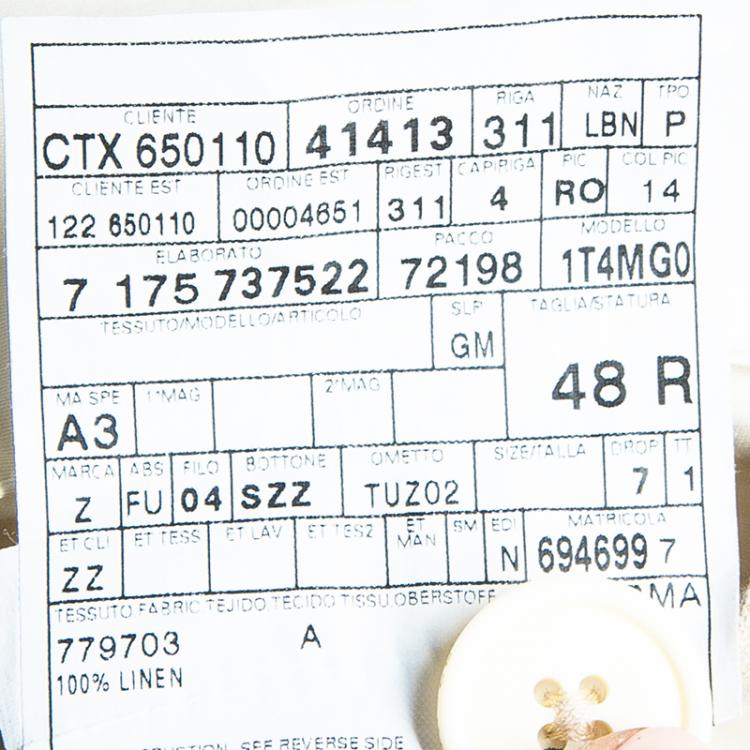 CLIENTE ORDINE RIGA NAZ TPO
CTX 650110 41413 311 LBN P
CLIENTE EST ORDINE EST RIGEST CAPIRIGA PIC COL PIC
122 650110 00004651 311 4 RO 14
ELABORATO PACCO MODELLO
7 175 737522 72198 1T4MG0
TESSUTO/MODELLO/ARTICOLO SLP TAGLIA/STATURA
GM
48 R
MA SPE 1°MAG 2°MAG
A3
MARCA ABS FILO BOTTONE OMETTO SIZE/TALLA DROP TT
Z FU 04 SZZ TUZ02 7 1
ET CLI ET TESS ET LAV ET TES2 ET MAN SM EDI MATRICOLA
ZZ N 694699 7
TESSUTO,FABRIC,TEJIDO,TECIDO,TISSU,OBERSTOFF
779703 A
100% LINEN
SEE REVERSE SIDE